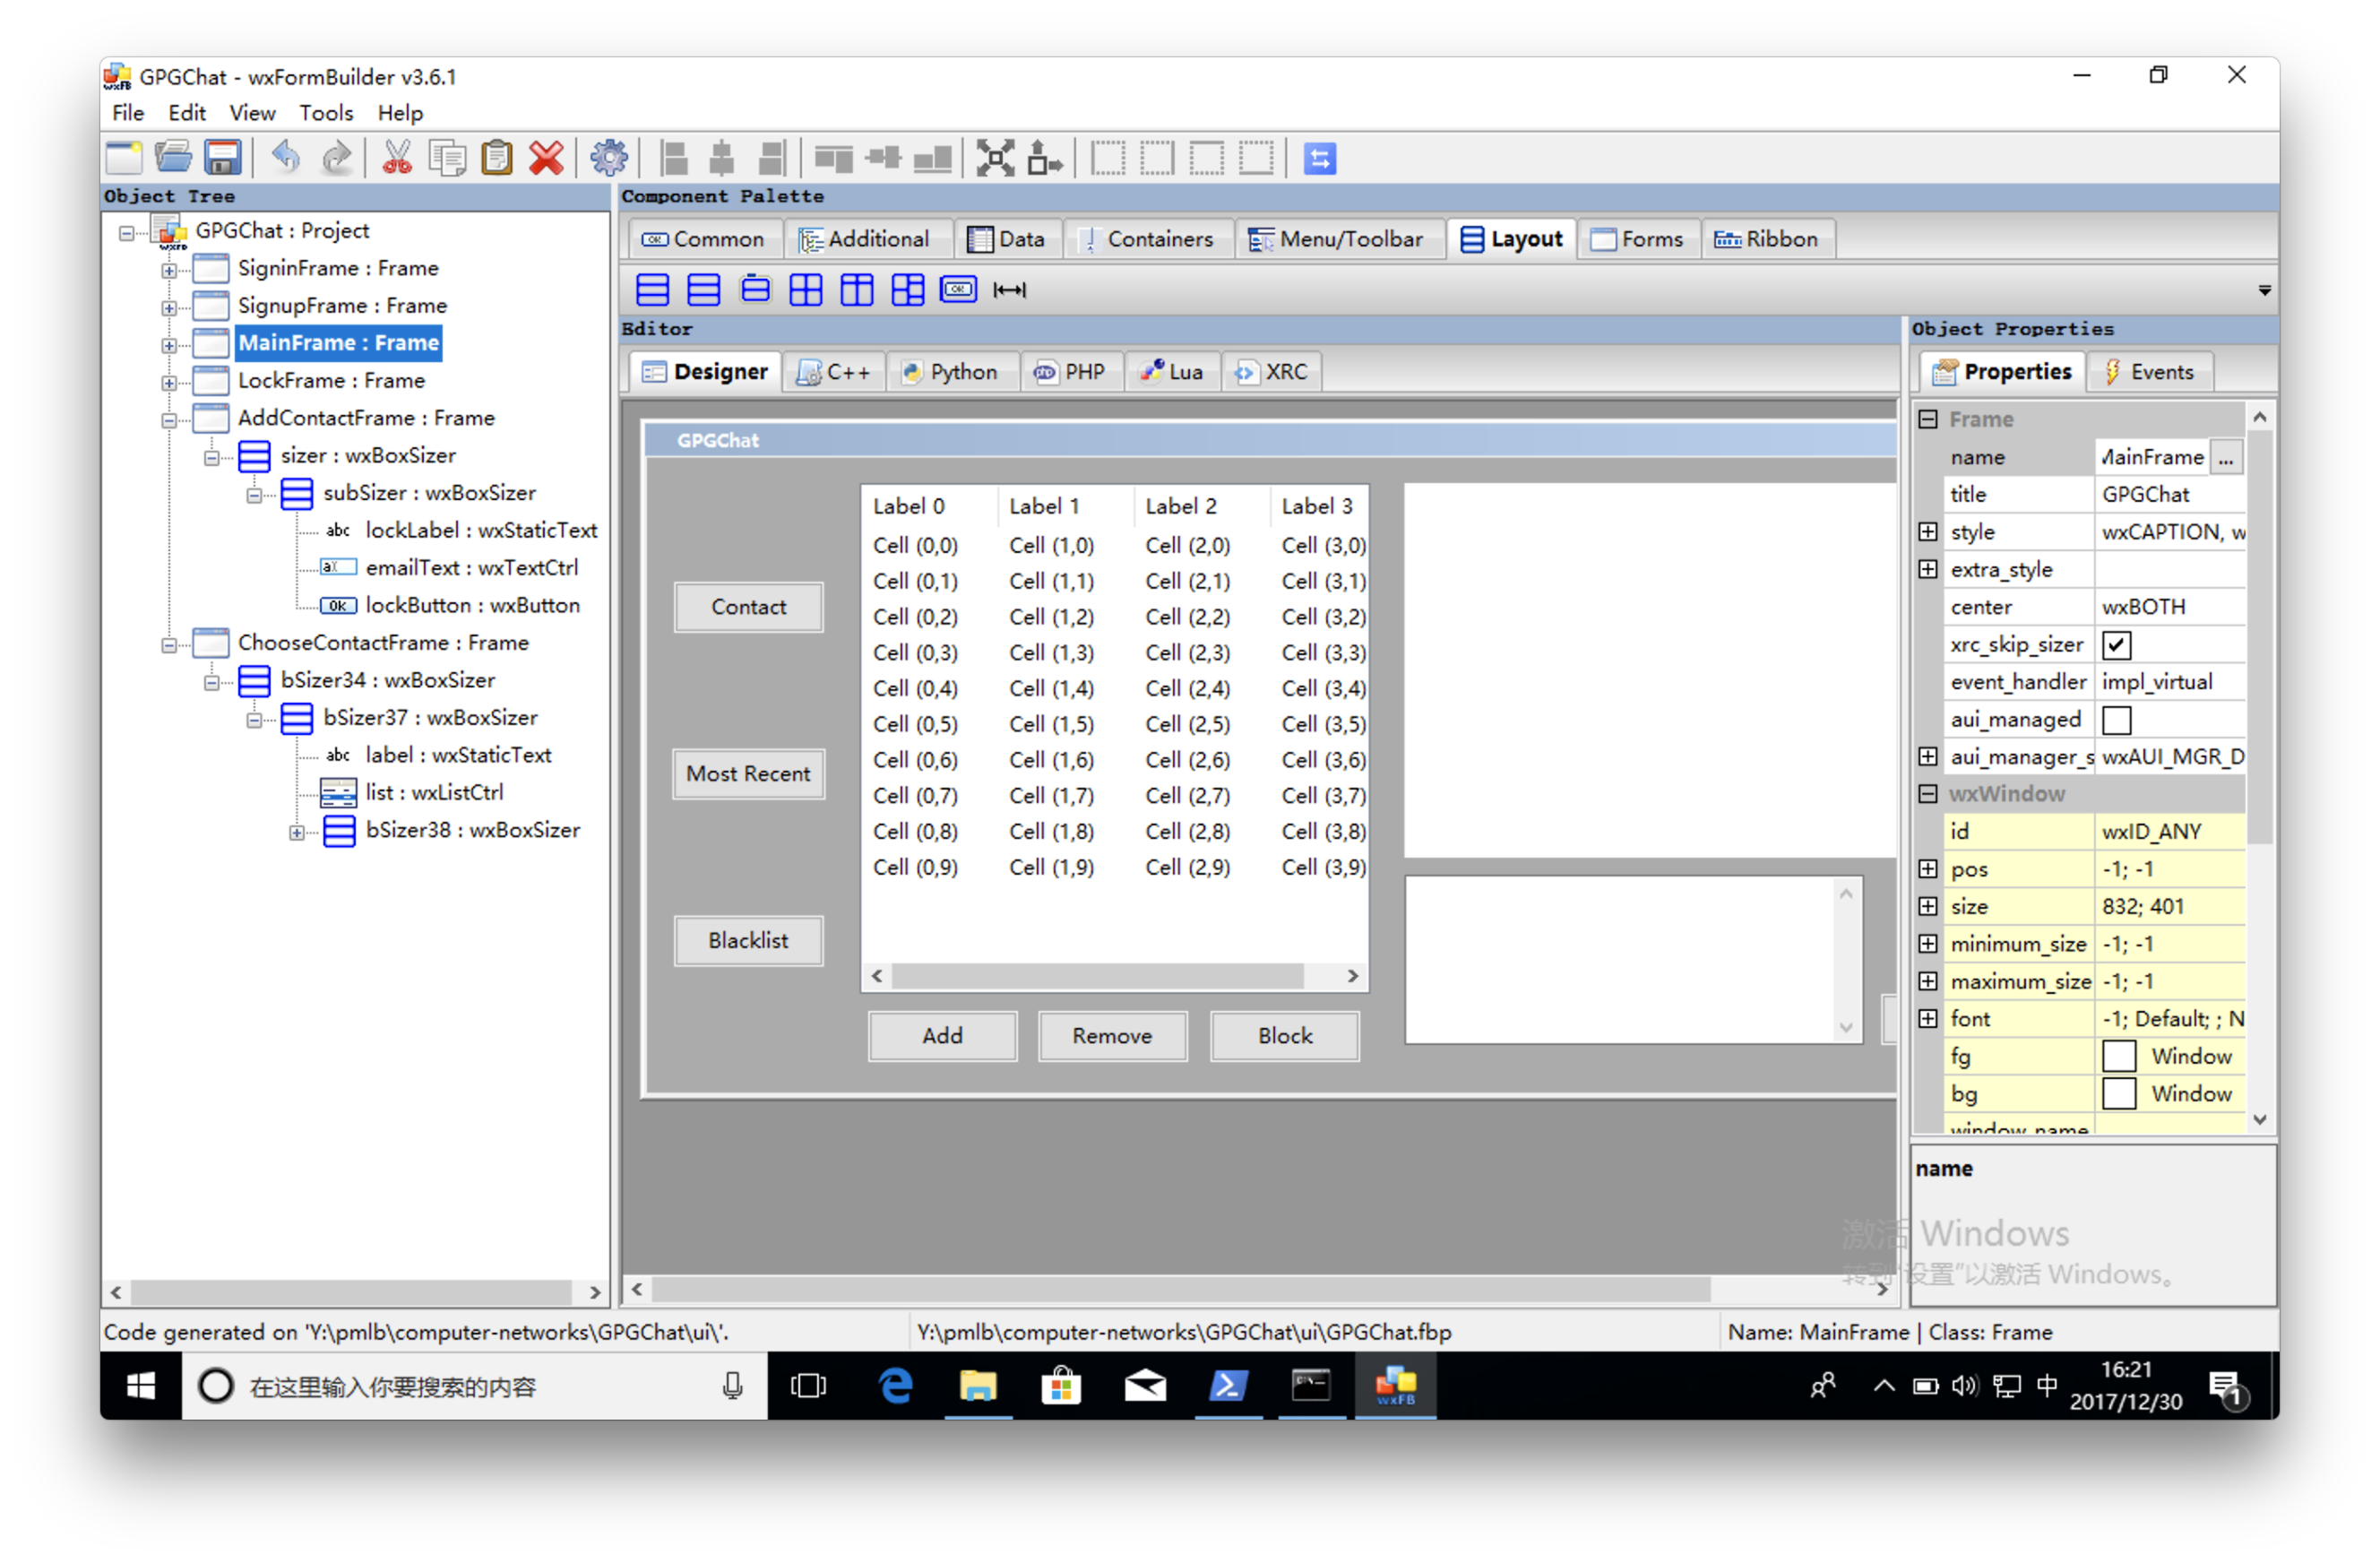 GPGChat - wxFormBuilder v3.6.1
File Edit View Tools Help
Object Tree
GPGChat : Project
SigninFrame : Frame
SignupFrame : Frame
MainFrame : Frame
LockFrame : Frame
AddContactFrame : Frame
sizer : wxBoxSizer
subSizer : wxBoxSizer
abc lockLabel : wxStaticText
emailText : wxTextCtrl
OK lockButton : wxButton
ChooseContactFrame : Frame
bSizer34 : wxBoxSizer
bSizer37 : wxBoxSizer
abc label : wxStaticText
list : wxListCtrl
bSizer38 : wxBoxSizer
Component Palette
Common Additional Data Containers Menu/Toolbar Layout Forms Ribbon
OK
Editor
Designer C++ Python PHP Lua XRC
GPGChat
Contact
Most Recent
Blacklist
Label 0 Label 1 Label 2 Label 3
Cell (0,0) Cell (1,0) Cell (2,0) Cell (3,0)
Cell (0,1) Cell (1,1) Cell (2,1) Cell (3,1)
Cell (0,2) Cell (1,2) Cell (2,2) Cell (3,2)
Cell (0,3) Cell (1,3) Cell (2,3) Cell (3,3)
Cell (0,4) Cell (1,4) Cell (2,4) Cell (3,4)
Cell (0,5) Cell (1,5) Cell (2,5) Cell (3,5)
Cell (0,6) Cell (1,6) Cell (2,6) Cell (3,6)
Cell (0,7) Cell (1,7) Cell (2,7) Cell (3,7)
Cell (0,8) Cell (1,8) Cell (2,8) Cell (3,8)
Cell (0,9) Cell (1,9) Cell (2,9) Cell (3,9)
Add Remove Block
Object Properties
Properties Events
Frame
name MainFrame ...
title GPGChat
style wxCAPTION, w
extra_style
center wxBOTH
xrc_skip_sizer
event_handler impl_virtual
aui_managed
aui_manager_s wxAUI_MGR_D
wxWindow
id wxID_ANY
pos -1; -1
size 832; 401
minimum_size -1; -1
maximum_size -1; -1
font -1; Default; ; N
fg Window
bg Window
window_name
name
激活 Windows
转到"设置"以激活 Windows。
Code generated on 'Y:\pmlb\computer-networks\GPGChat\ui\'. Y:\pmlb\computer-networks\GPGChat\ui\GPGChat.fbp Name: MainFrame | Class: Frame
在这里输入你要搜索的内容
wxFB
中
16:21
2017/12/30
1